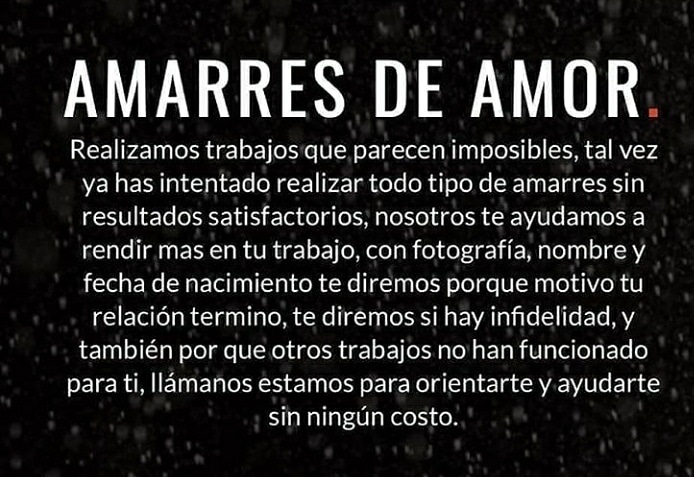 AMARRES DE AMOR.
Realizamos trabajos que parecen imposibles, tal vez
ya has intentado realizar todo tipo de amarres sin
resultados satisfactorios, nosotros te ayudamos a
rendir mas en tu trabajo, con fotografía, nombre y
fecha de nacimiento te diremos porque motivo tu
relación termino, te diremos si hay infidelidad, y
también por que otros trabajos no han funcionado
para ti, llámanos estamos para orientarte y ayudarte
sin ningún costo.